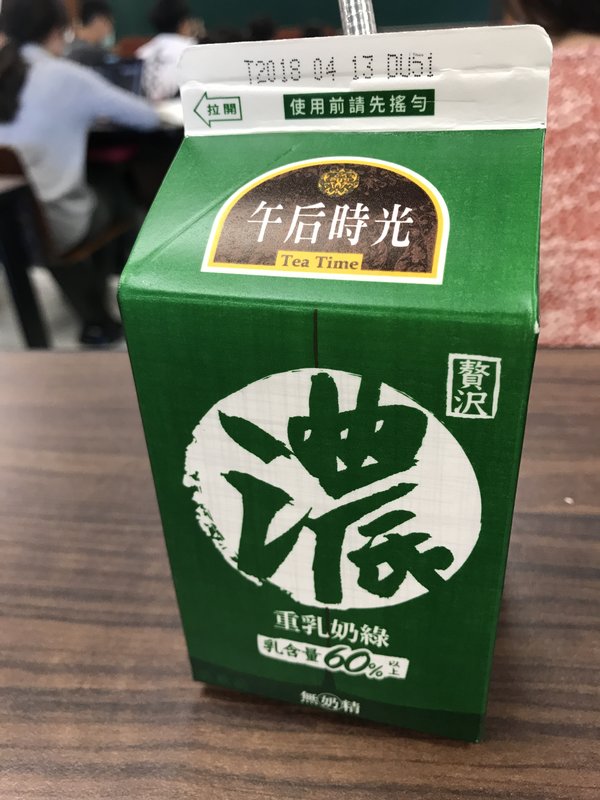 T2018 04 13 BU51
拉開
使用前請先搖勻
午后時光
Tea Time
贅沢
濃
重乳奶綠
乳含量60%以上
無奶精